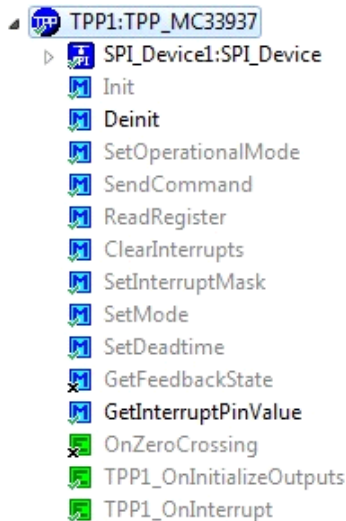 TPP1:TPP_MC33937
SPI_Device1:SPI_Device
Init
Deinit
SetOperationalMode
SendCommand
ReadRegister
ClearInterrupts
SetInterruptMask
SetMode
SetDeadtime
GetFeedbackState
GetInterruptPinValue
OnZeroCrossing
TPP1_OnInitializeOutputs
TPP1_OnInterrupt